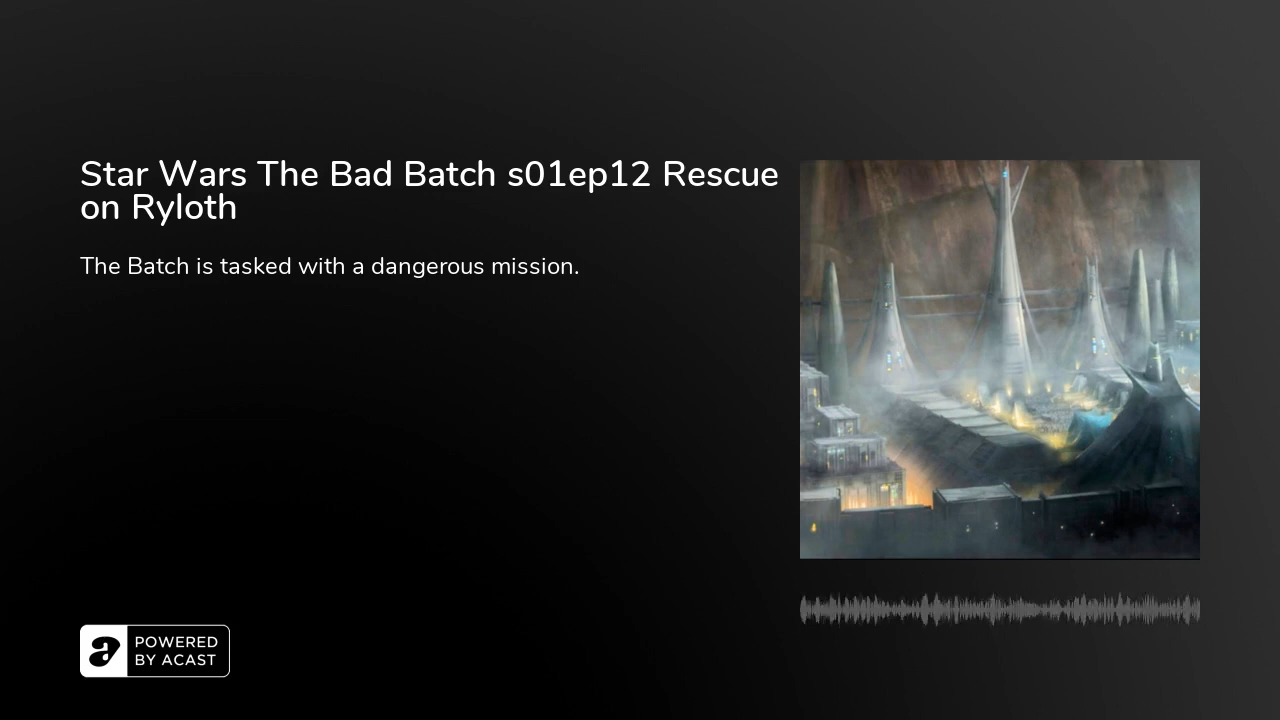 Star Wars The Bad Batch s01ep12 Rescue
on Ryloth
The Batch is tasked with a dangerous mission.
POWERED
BY ACAST